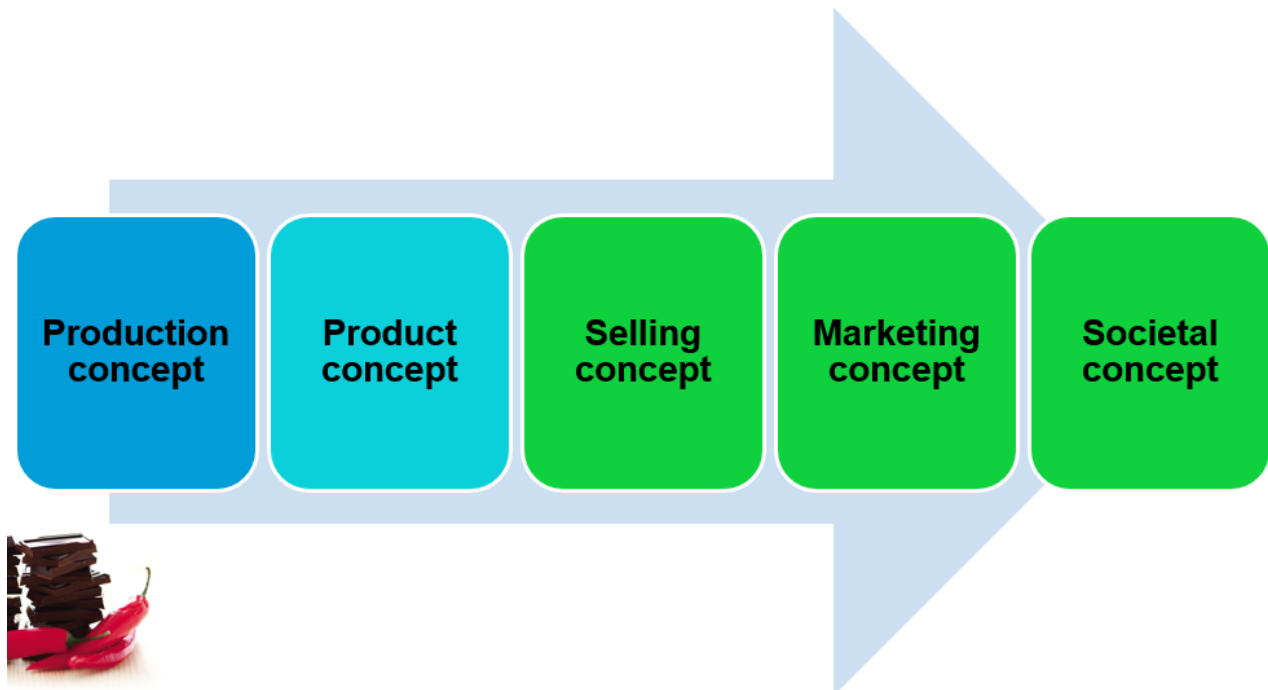 Production
concept
Product
concept
Selling
concept
Marketing
concept
Societal
concept